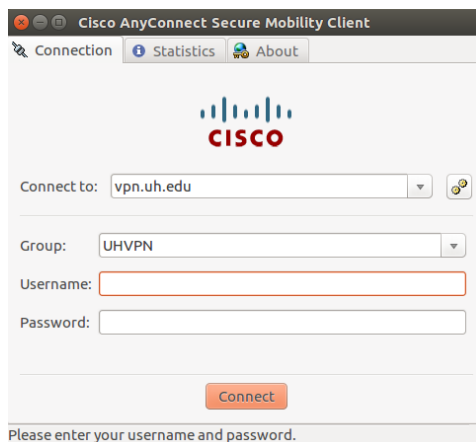 Cisco AnyConnect Secure Mobility Client
Connection Statistics About
CISCO
Connect to: vpn.uh.edu
Group: UHVPN
Username:
Password:
Connect
Please enter your username and password.